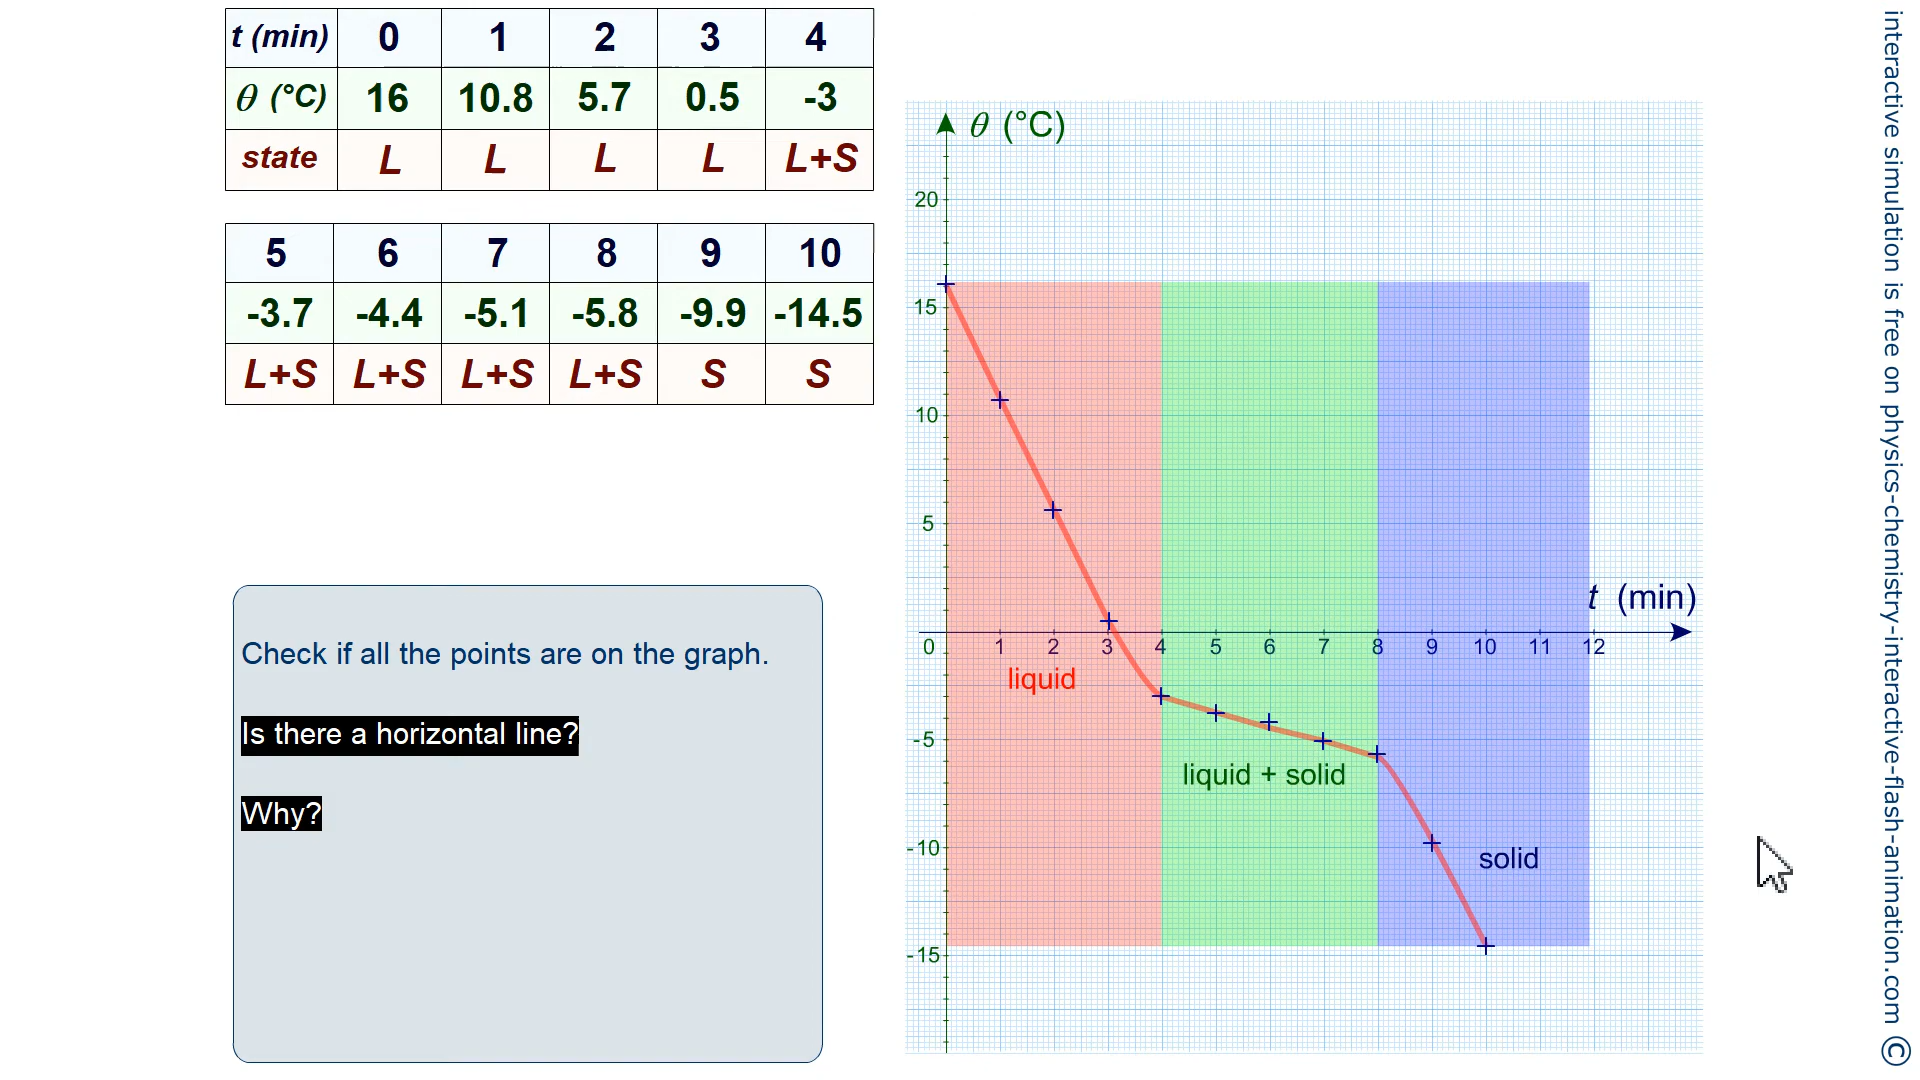 t (min) 0 1 2 3 4
θ (°C) 16 10.8 5.7 0.5 -3
state L L L L L+S
5 6 7 8 9 10
-3.7 -4.4 -5.1 -5.8 -9.9 -14.5
L+S L+S L+S L+S S S
Check if all the points are on the graph.
Is there a horizontal line?
Why?
θ (°C)
20
15
10
5
t (min)
0 1 2 3 4 5 6 7 8 9 10 11 12
liquid
-5
liquid + solid
-10
solid
-15
interactive simulation is free on physics-chemistry-interactive-flash-animation.com ©